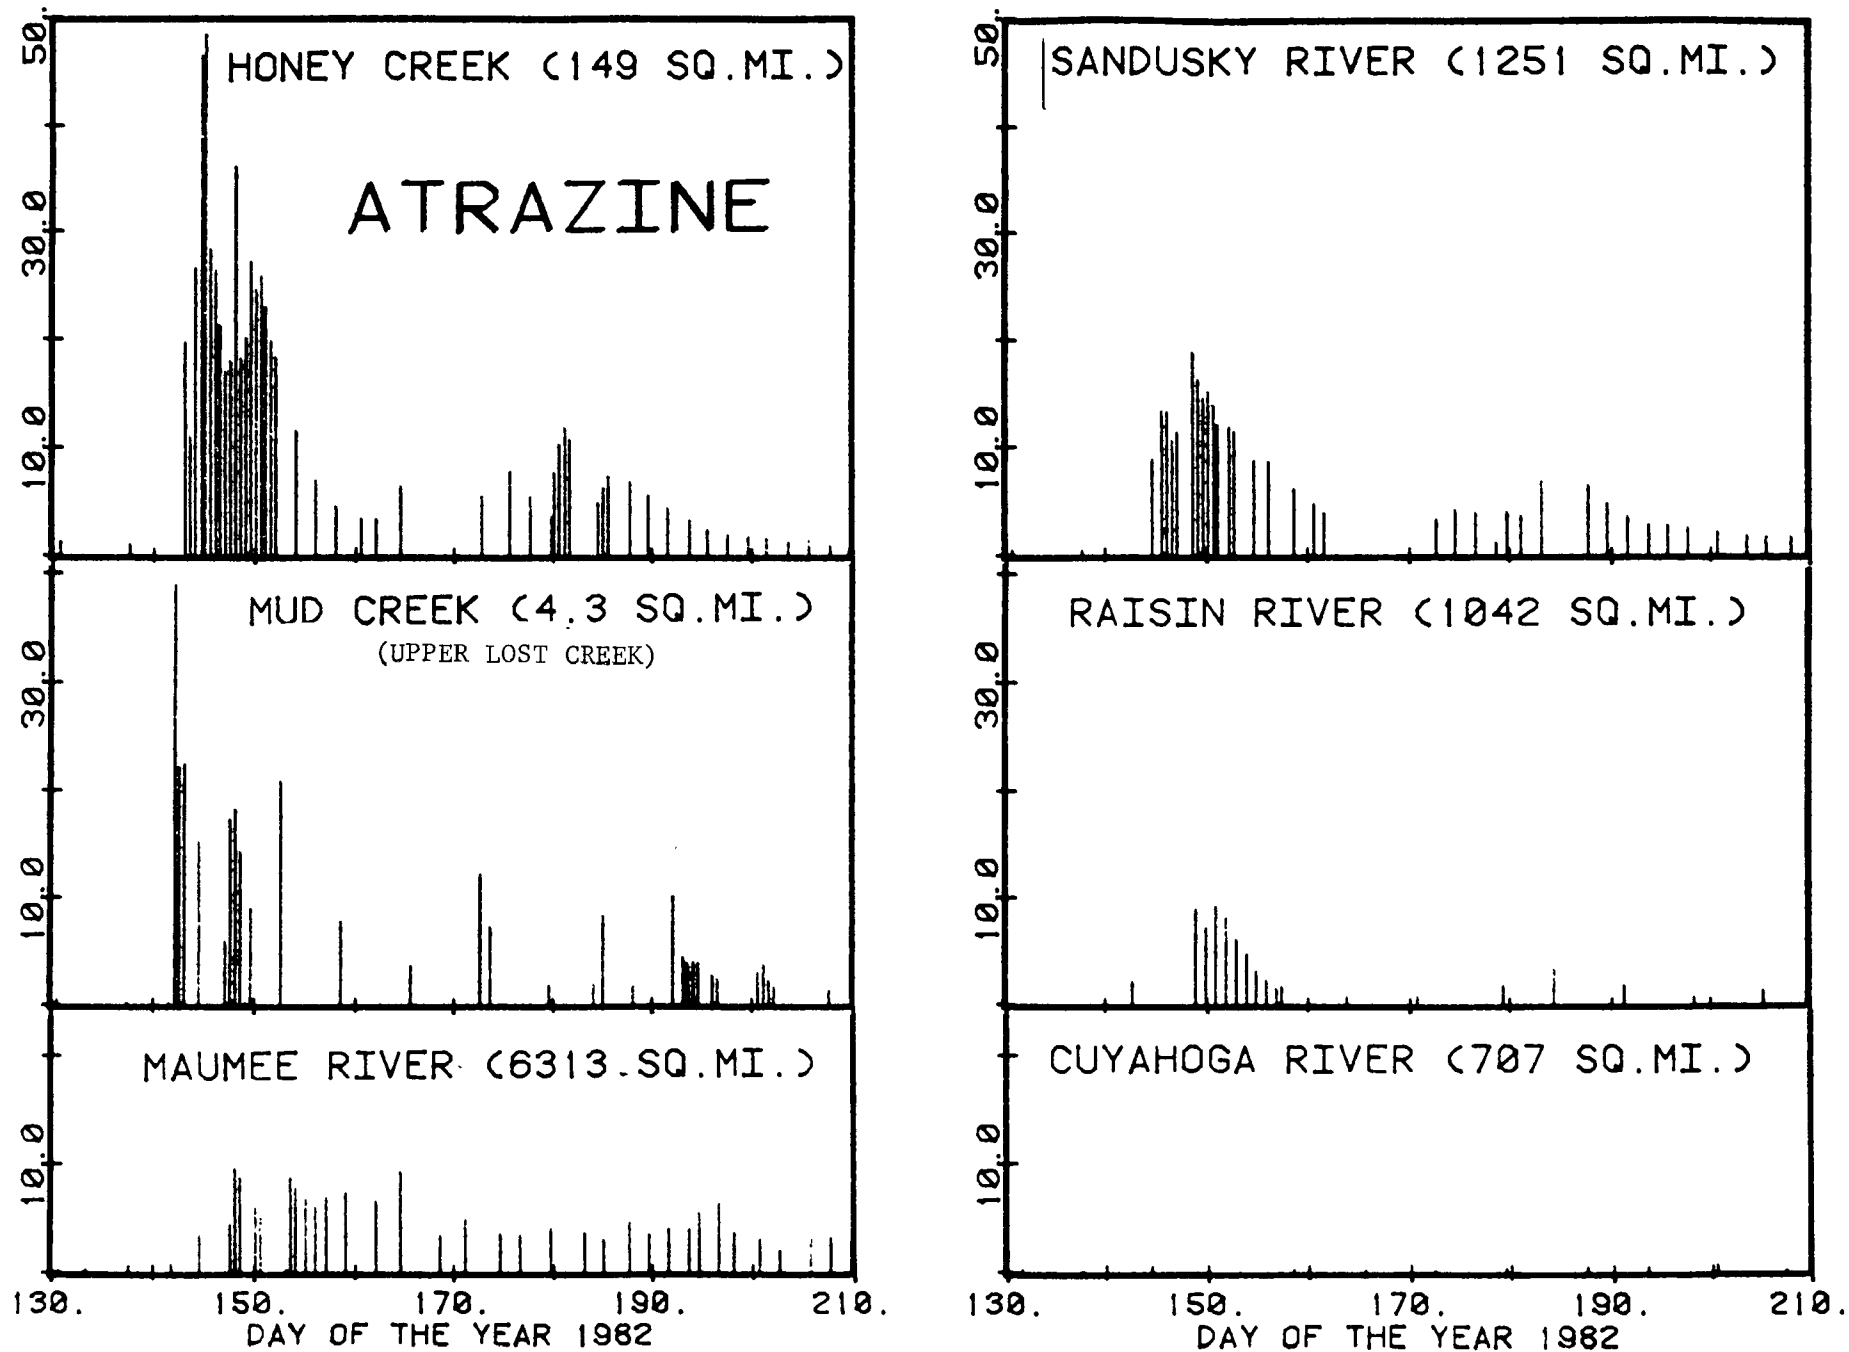 HONEY CREEK (149 SQ.MI.)
ATRAZINE
50.
30.0
10.0
MUD CREEK (4.3 SQ.MI.)
(UPPER LOST CREEK)
30.0
10.0
MAUMEE RIVER (6313 SQ.MI.)
10.0
130. 150. 170. 190. 210.
DAY OF THE YEAR 1982
SANDUSKY RIVER (1251 SQ.MI.)
50.
30.0
10.0
RAISIN RIVER (1042 SQ.MI.)
30.0
10.0
CUYAHOGA RIVER (707 SQ.MI.)
10.0
130. 150. 170. 190. 210.
DAY OF THE YEAR 1982